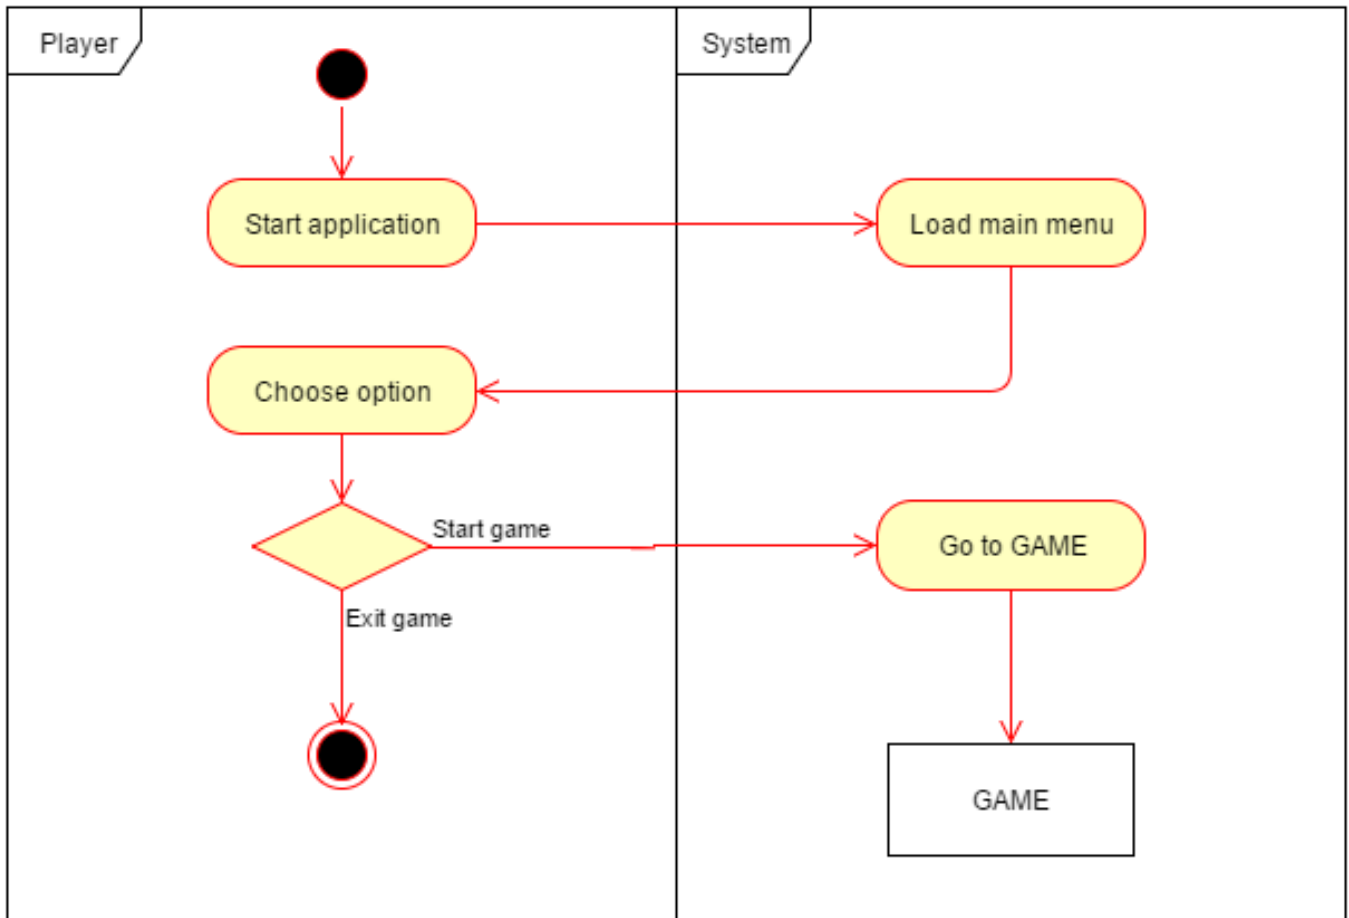 Player
System
Start application
Load main menu
Choose option
Start game
Go to GAME
Exit game
GAME